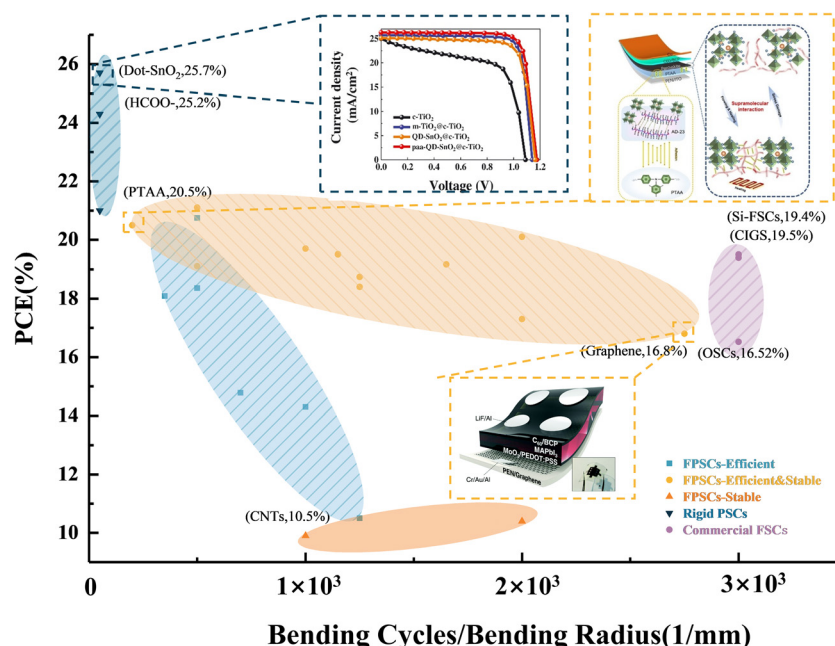 PCE(%)
26
24
22
20
18
16
14
12
10
(Dot-SnO₂,25.7%)
(HCOO-,25.2%)
(PTAA,20.5%)
Current density
(mA/cm²)
25
20
15
10
5
0
c-TiO₂
m-TiO₂@c-TiO₂
QD-SnO₂@c-TiO₂
paa-QD-SnO₂@c-TiO₂
0.0 0.2 0.4 0.6 0.8 1.0 1.2
Voltage (V)
PTAA
AD-23
PTAA
Supramolecular
interaction
(Si-FSCs,19.4%)
(CIGS,19.5%)
(Graphene,16.8%)
(OSCs,16.52%)
LiF/Al
C₆₀/BCP
MAPbI₃
MoO₃/PEDOT:PSS
PEN/Graphene
Cr/Au/Al
(CNTs,10.5%)
FPSCs-Efficient
FPSCs-Efficient&Stable
FPSCs-Stable
Rigid PSCs
Commercial FSCs
0
1×10³
2×10³
3×10³
Bending Cycles/Bending Radius(1/mm)